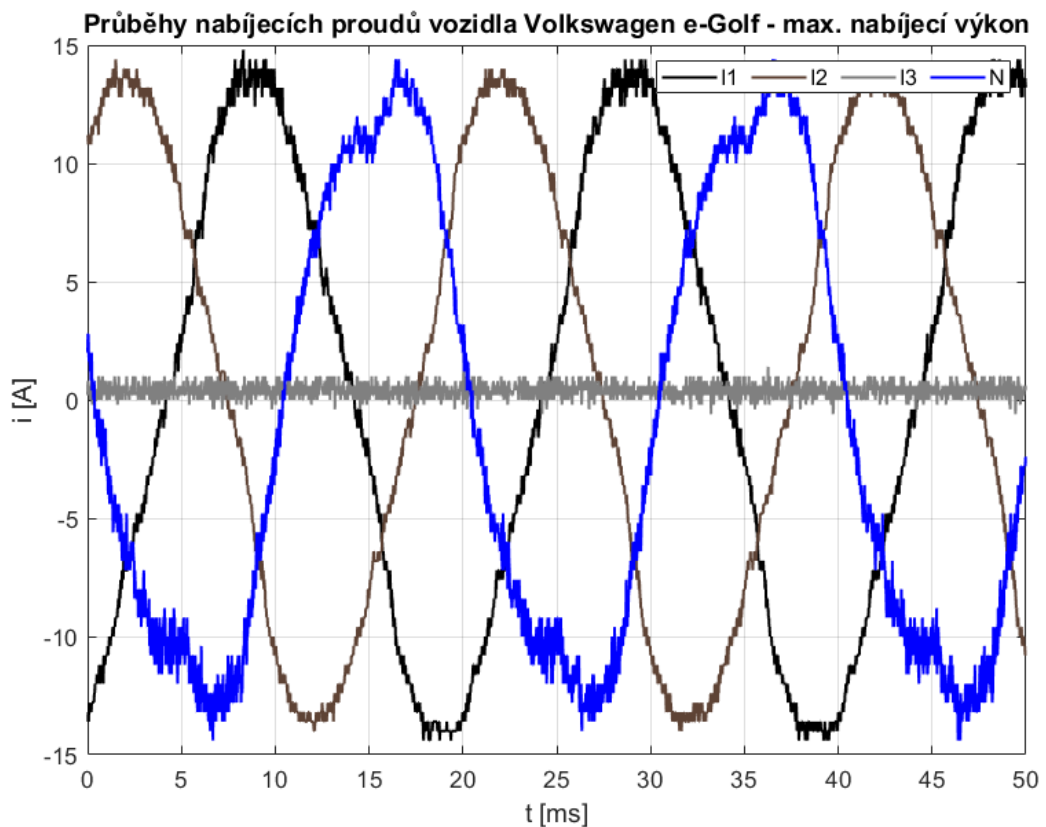 Průběhy nabíjecích proudů vozidla Volkswagen e-Golf - max. nabíjecí výkon
I1 I2 I3 N
15
10
5
0
-5
-10
-15
i [A]
0 5 10 15 20 25 30 35 40 45 50
t [ms]